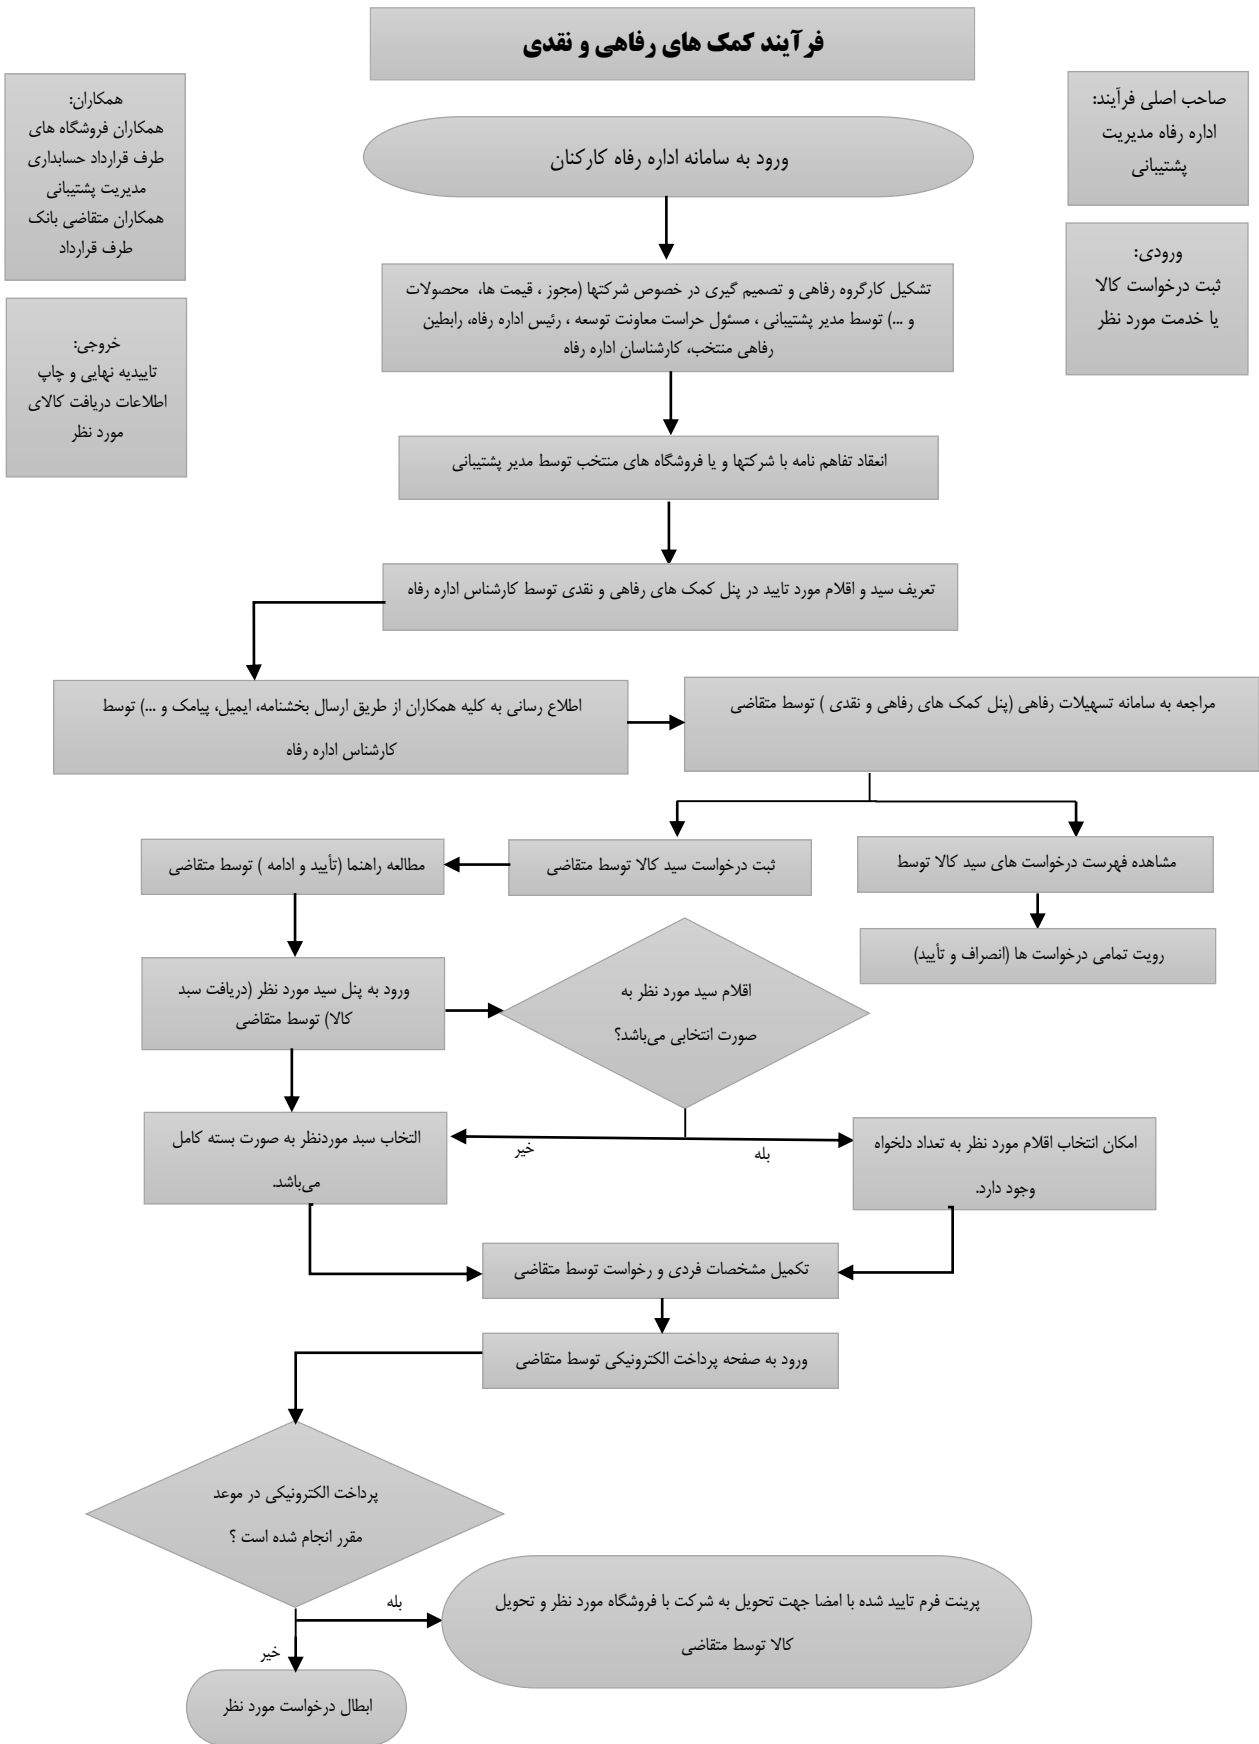 فرآیند کمک های رفاهی و نقدی
صاحب اصلی فرآیند:
اداره رفاه مدیریت
پشتیبانی
همکاران:
همکاران فروشگاه های
طرف قرارداد حسابداری
مدیریت پشتیبانی
همکاران متقاضی بانک
طرف قرارداد
ورود به سامانه اداره رفاه کارکنان
ورودی:
ثبت درخواست کالا
یا خدمت مورد نظر
خروجی:
تاییدیه نهایی و چاپ
اطلاعات دریافت کالای
مورد نظر
تشکیل کارگروه رفاهی و تصمیم گیری در خصوص شرکتها (مجوز ، قیمت ها، محصولات
و ...) توسط مدیر پشتیبانی ، مسئول حراست معاونت توسعه ، رئیس اداره رفاه، رابطین
رفاهی منتخب، کارشناسان اداره رفاه
انعقاد تفاهم نامه با شرکتها و یا فروشگاه های منتخب توسط مدیر پشتیبانی
تعریف سید و اقلام مورد تایید در پنل کمک های رفاهی و نقدی توسط کارشناس اداره رفاه
اطلاع رسانی به کلیه همکاران از طریق ارسال بخشنامه، ایمیل، پیامک و ...) توسط
کارشناس اداره رفاه
مراجعه به سامانه تسهیلات رفاهی (پنل کمک های رفاهی و نقدی ) توسط متقاضی
مشاهده فهرست درخواست های سید کالا توسط
ثبت درخواست سید کالا توسط متقاضی
مطالعه راهنما (تأیید و ادامه ) توسط متقاضی
رویت تمامی درخواست ها (انصراف و تأیید)
ورود به پنل سید مورد نظر (دریافت سبد
کالا) توسط متقاضی
اقلام سید مورد نظر به
صورت انتخابی می‌باشد؟
بله
خیر
امکان انتخاب اقلام مورد نظر به تعداد دلخواه
وجود دارد.
التخاب سبد موردنظر به صورت بسته کامل
می‌باشد.
تکمیل مشخصات فردی و رخواست توسط متقاضی
ورود به صفحه پرداخت الکترونیکی توسط متقاضی
پرداخت الکترونیکی در موعد
مقرر انجام شده است ؟
بله
پرینت فرم تایید شده با امضا جهت تحویل به شرکت با فروشگاه مورد نظر و تحویل
کالا توسط متقاضی
خیر
ابطال درخواست مورد نظر